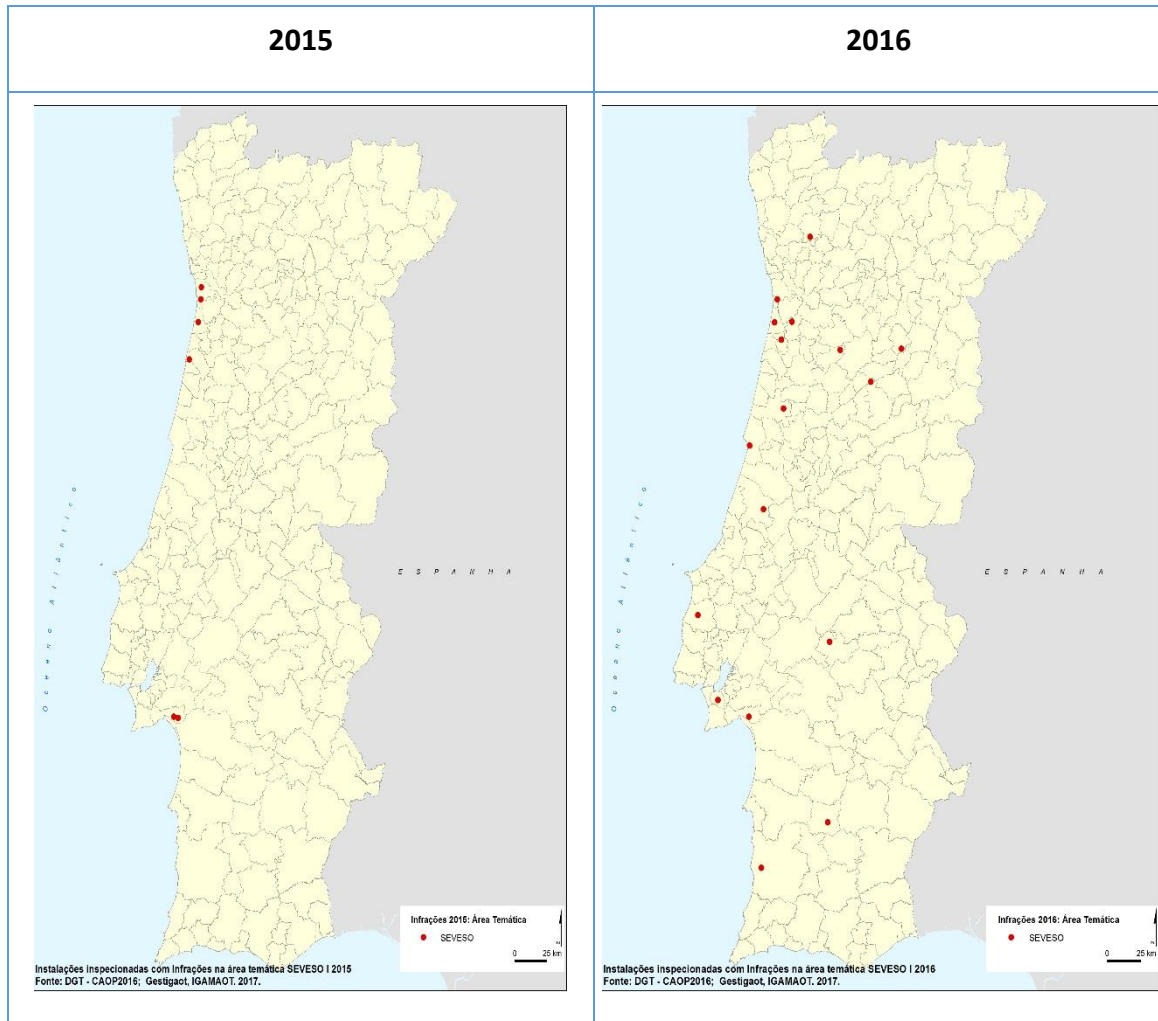 2015
2016
Oceano Atlântico
ESPANHA
Infrações 2015: Área Temática
SEVESO
N
0 25 km
Instalações inspecionadas com Infrações na área temática SEVESO I 2015
Fonte: DGT - CAOP2016; Gestigaot, IGAMAOT. 2017.
Oceano Atlântico
ESPANHA
Infrações 2016: Área Temática
SEVESO
N
0 25 km
Instalações inspecionadas com Infrações na área temática SEVESO I 2016
Fonte: DGT - CAOP2016; Gestigaot, IGAMAOT. 2017.